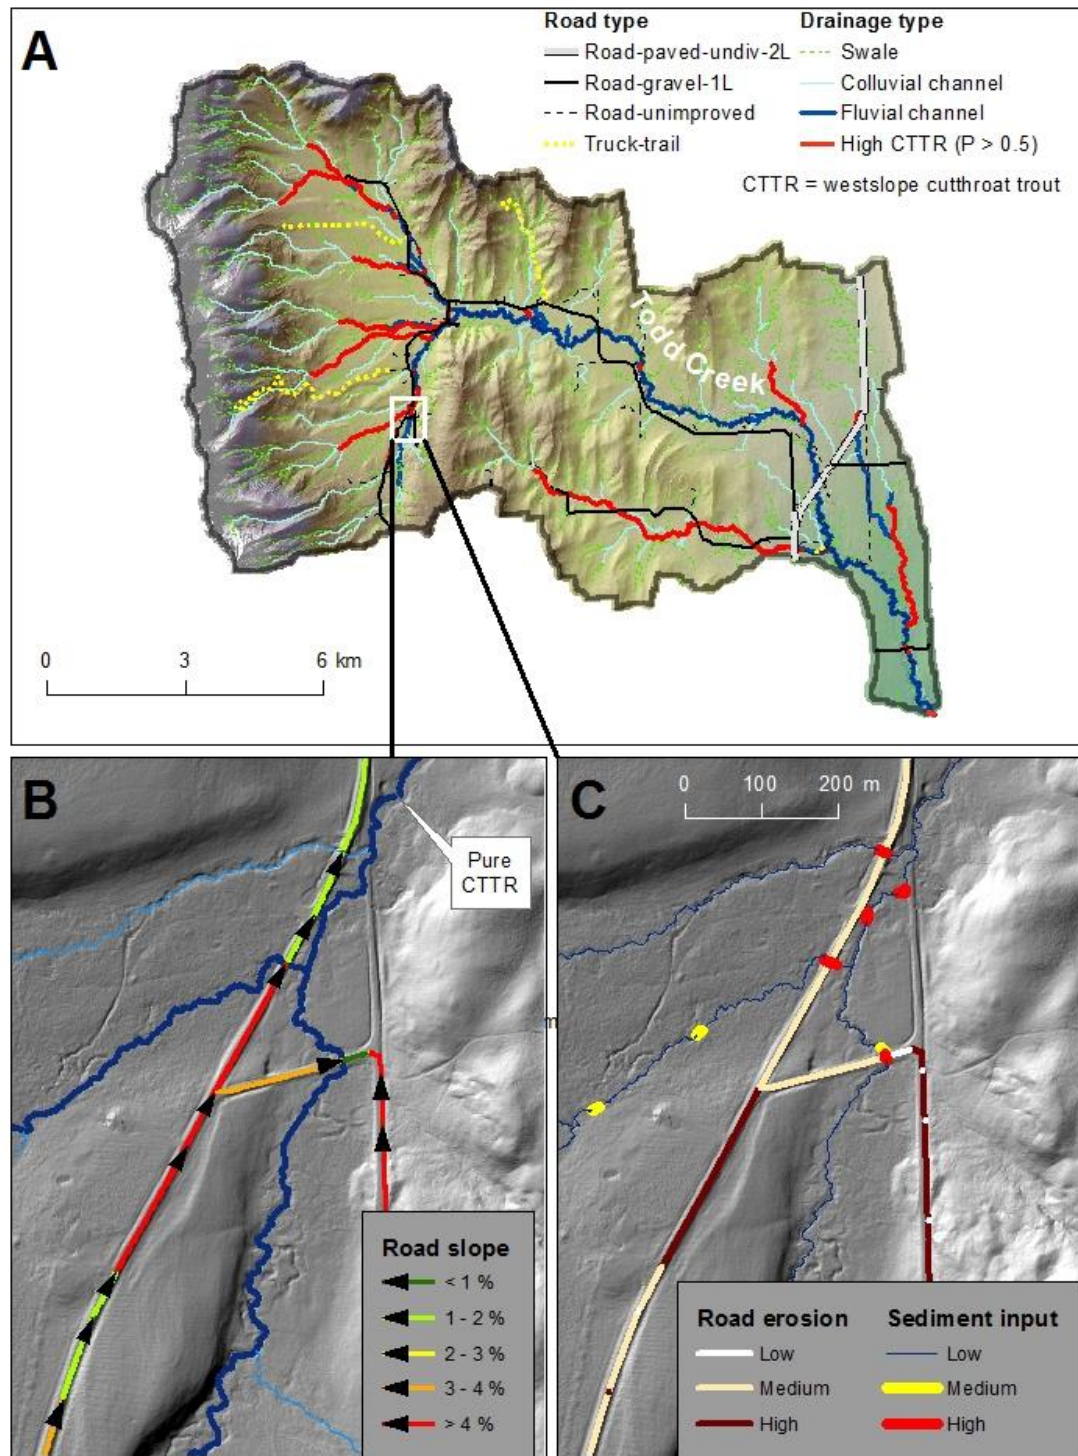 A
Road type
Road-paved-undiv-2L
Road-gravel-1L
Road-unimproved
Truck-trail
Drainage type
Swale
Colluvial channel
Fluvial channel
High CTTR (P > 0.5)
CTTR = westslope cutthroat trout
Todd Creek
0 3 6 km
B
Pure
CTTR
m
Road slope
< 1 %
1 - 2 %
2 - 3 %
3 - 4 %
> 4 %
C
0 100 200 m
Road erosion
Low
Medium
High
Sediment input
Low
Medium
High